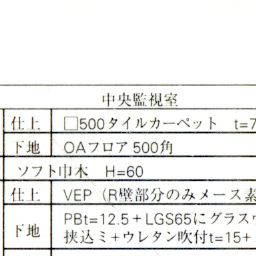 中央監視室
仕上 □500タイルカーペット t=7
下地 OAフロア500角
ソフト巾木 H=60
仕上 VEP(R壁部分のみメース素
下地 PBt=12.5+LGS65にグラスウ
挟込ミ+ウレタン吹付t=15+